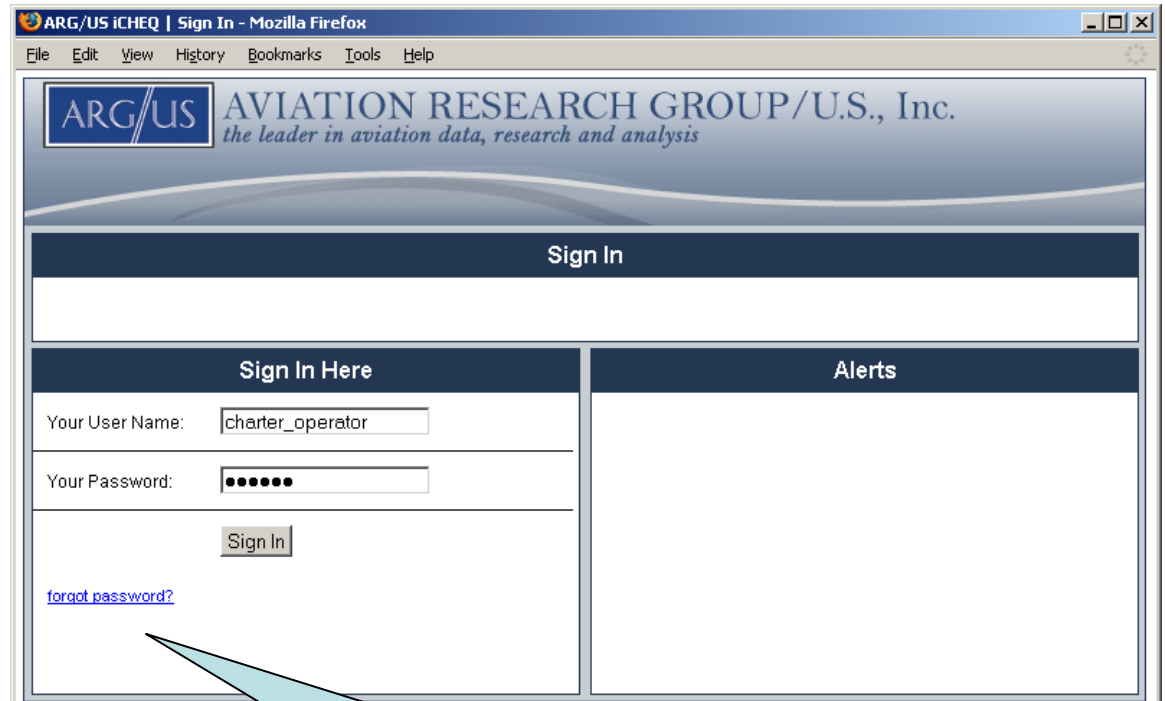 ARG/US iCHEQ | Sign In - Mozilla Firefox
File Edit View History Bookmarks Tools Help
ARG/US AVIATION RESEARCH GROUP/U.S., Inc.
the leader in aviation data, research and analysis
Sign In
Sign In Here
Your User Name: charter_operator
Your Password: ●●●●●●
Sign In
forgot password?
Alerts